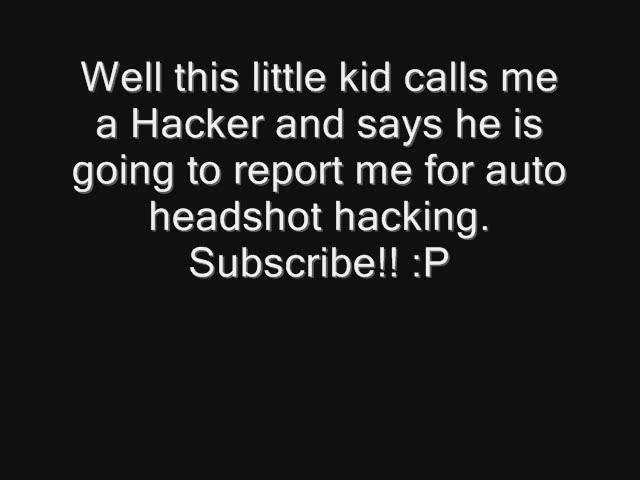 Well this little kid calls me
a Hacker and says he is
going to report me for auto
headshot hacking.
Subscribe!! :P